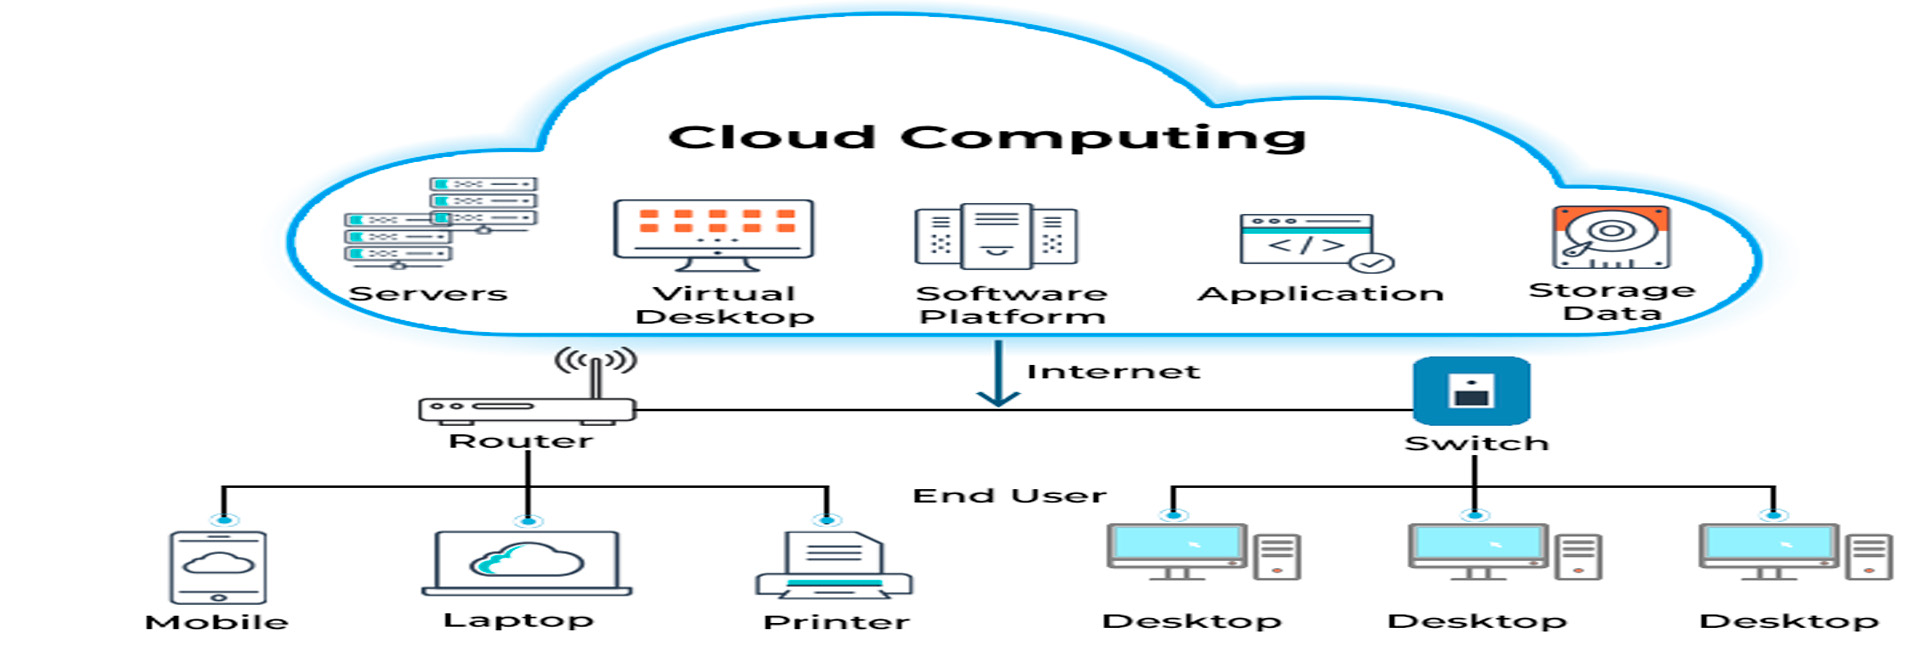 Cloud Computing
Servers
Virtual
Desktop
Software
Platform
</>
Application
Storage
Data
Internet
Router
Switch
End User
Mobile
Laptop
Printer
Desktop
Desktop
Desktop